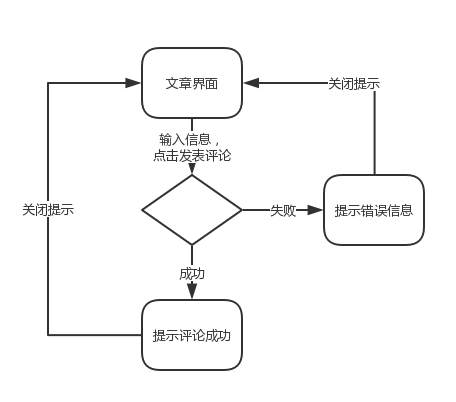 文章界面
关闭提示
输入信息，
点击发表评论
关闭提示
失败
提示错误信息
成功
提示评论成功